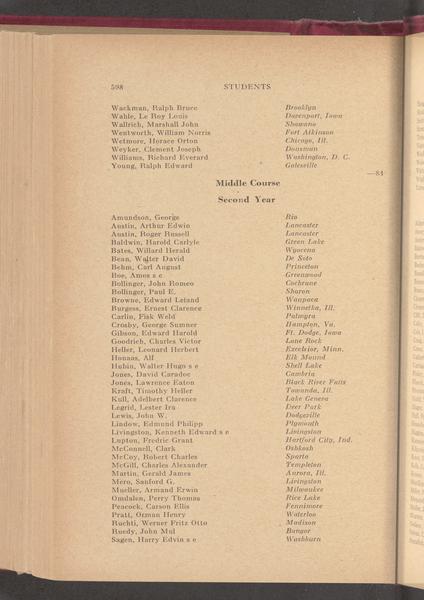 598 STUDENTS
Wackman, Ralph Bruce Brooklyn
Wahle, Le Roy Louis Davenport, Iowa
Wallrich, Marshall John Shawano
Wentworth, William Norris Fort Atkinson
Wetmore, Horace Orton Chicago, Ill.
Weyker, Clement Joseph Dousman
Williams, Richard Everard Washington, D. C.
Young, Ralph Edward Galesville
—84
Middle Course
Second Year
Amundson, George Rio
Austin, Arthur Edwin Lancaster
Austin, Roger Russell Lancaster
Baldwin, Harold Carlyle Green Lake
Bates, Willard Herald Wyocena
Bean, Walter David De Soto
Behm, Carl August Princeton
Boe, Amos s e Greenwood
Bollinger, John Romeo Cochrane
Bollinger, Paul E. Sharon
Browne, Edward Leland Waupaca
Burgess, Ernest Clarence Winnetka, Ill.
Carlin, Fisk Webb Palmyra
Crosby, George Sumner Hampton, Va.
Gibson, Edward Harold Ft. Dodge, Iowa
Goodrich, Charles Victor Lone Rock
Heller, Leonard Herbert Excelsior, Minn.
Honaas, Alf Elk Mound
Hubin, Walter Hugo s e Shell Lake
Jones, David Caradoc Cambria
Jones, Lawrence Eaton Black River Falls
Kraft, Timothy Heller Towanda, Ill.
Kull, Adelbert Clarence Lake Geneva
Legrid, Lester Ira Deer Park
Lewis, John W. Dodgeville
Lindow, Edmund Philipp Plymouth
Livingston, Kenneth Edward s e Livingston
Lupton, Fredric Grant Hartford City, Ind.
McConnell, Clark Oshkosh
McCoy, Robert Charles Sparta
McGill, Charles Alexander Templeton
Martin, Gerald James Aurora, Ill.
Mero, Sanford G. Livingston
Mueller, Armand Erwin Milwaukee
Omdalen, Perry Thomas Rice Lake
Peacock, Carson Ellis Fennimore
Pratt, Orman Henry Waterloo
Ruchti, Werner Fritz Otto Madison
Ruedy, John Mul Bangor
Sagen, Harry Edvin s e Washburn